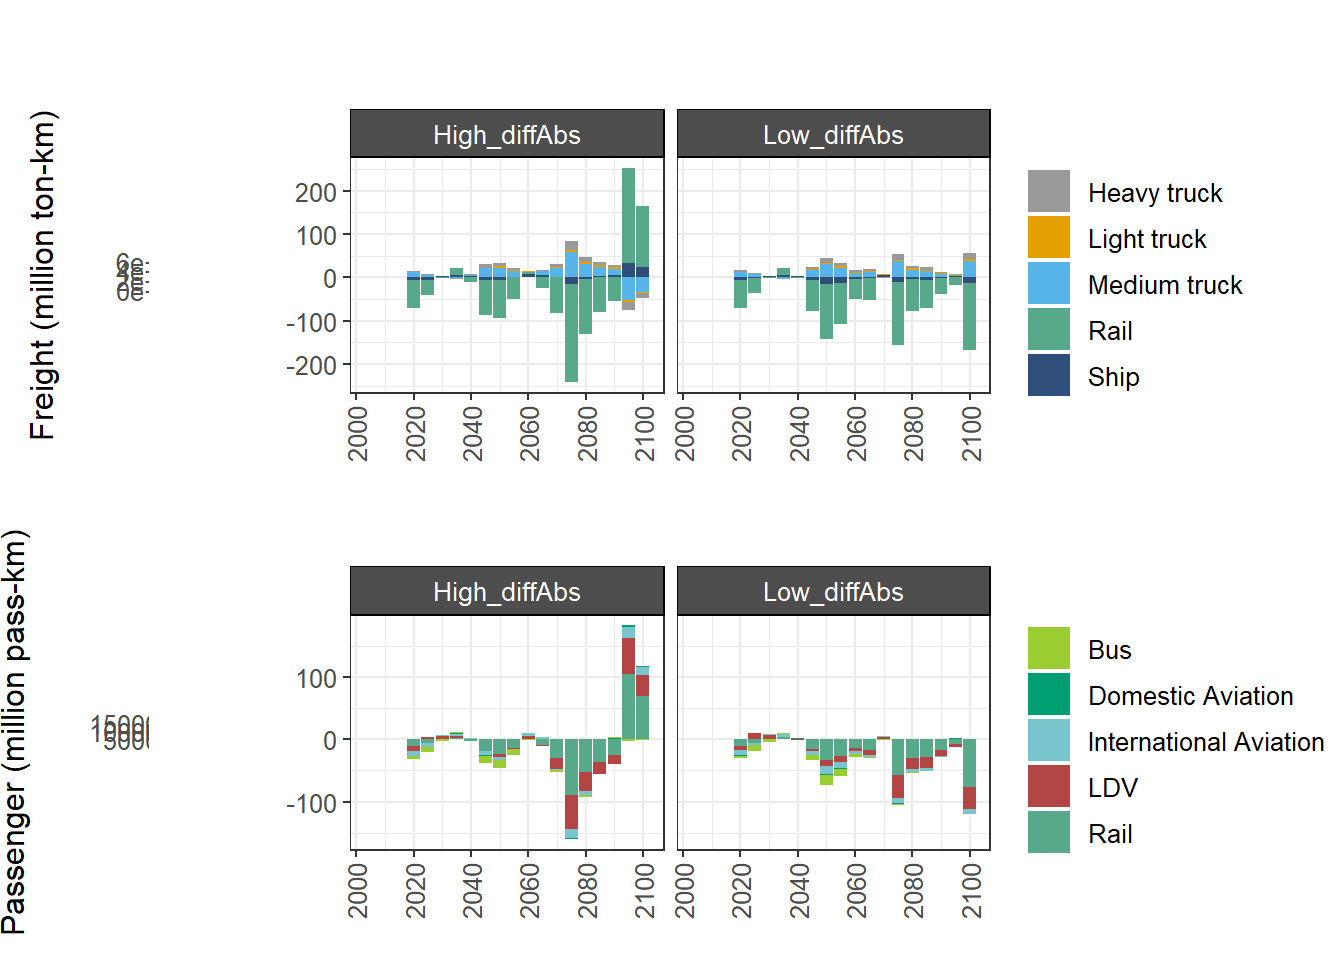 Freight (million ton-km)
High_diffAbs
Low_diffAbs
200
100
0
-100
-200
2000
2020
2040
2060
2080
2100
2000
2020
2040
2060
2080
2100
Heavy truck
Light truck
Medium truck
Rail
Ship
Passenger (million pass-km)
High_diffAbs
Low_diffAbs
100
0
-100
2000
2020
2040
2060
2080
2100
2000
2020
2040
2060
2080
2100
Bus
Domestic Aviation
International Aviation
LDV
Rail